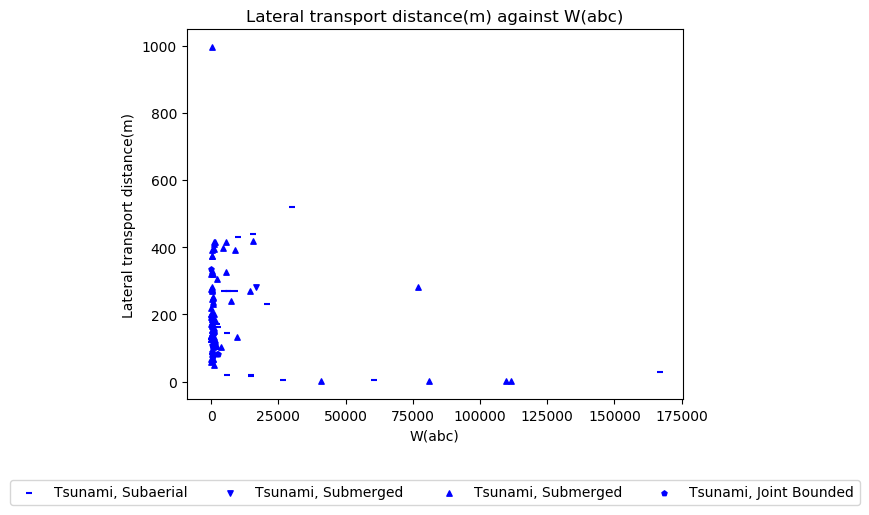 Lateral transport distance(m) against W(abc)
1000
800
600
400
200
0
Lateral transport distance(m)
0 25000 50000 75000 100000 125000 150000 175000
W(abc)
Tsunami, Subaerial Tsunami, Submerged Tsunami, Submerged Tsunami, Joint Bounded